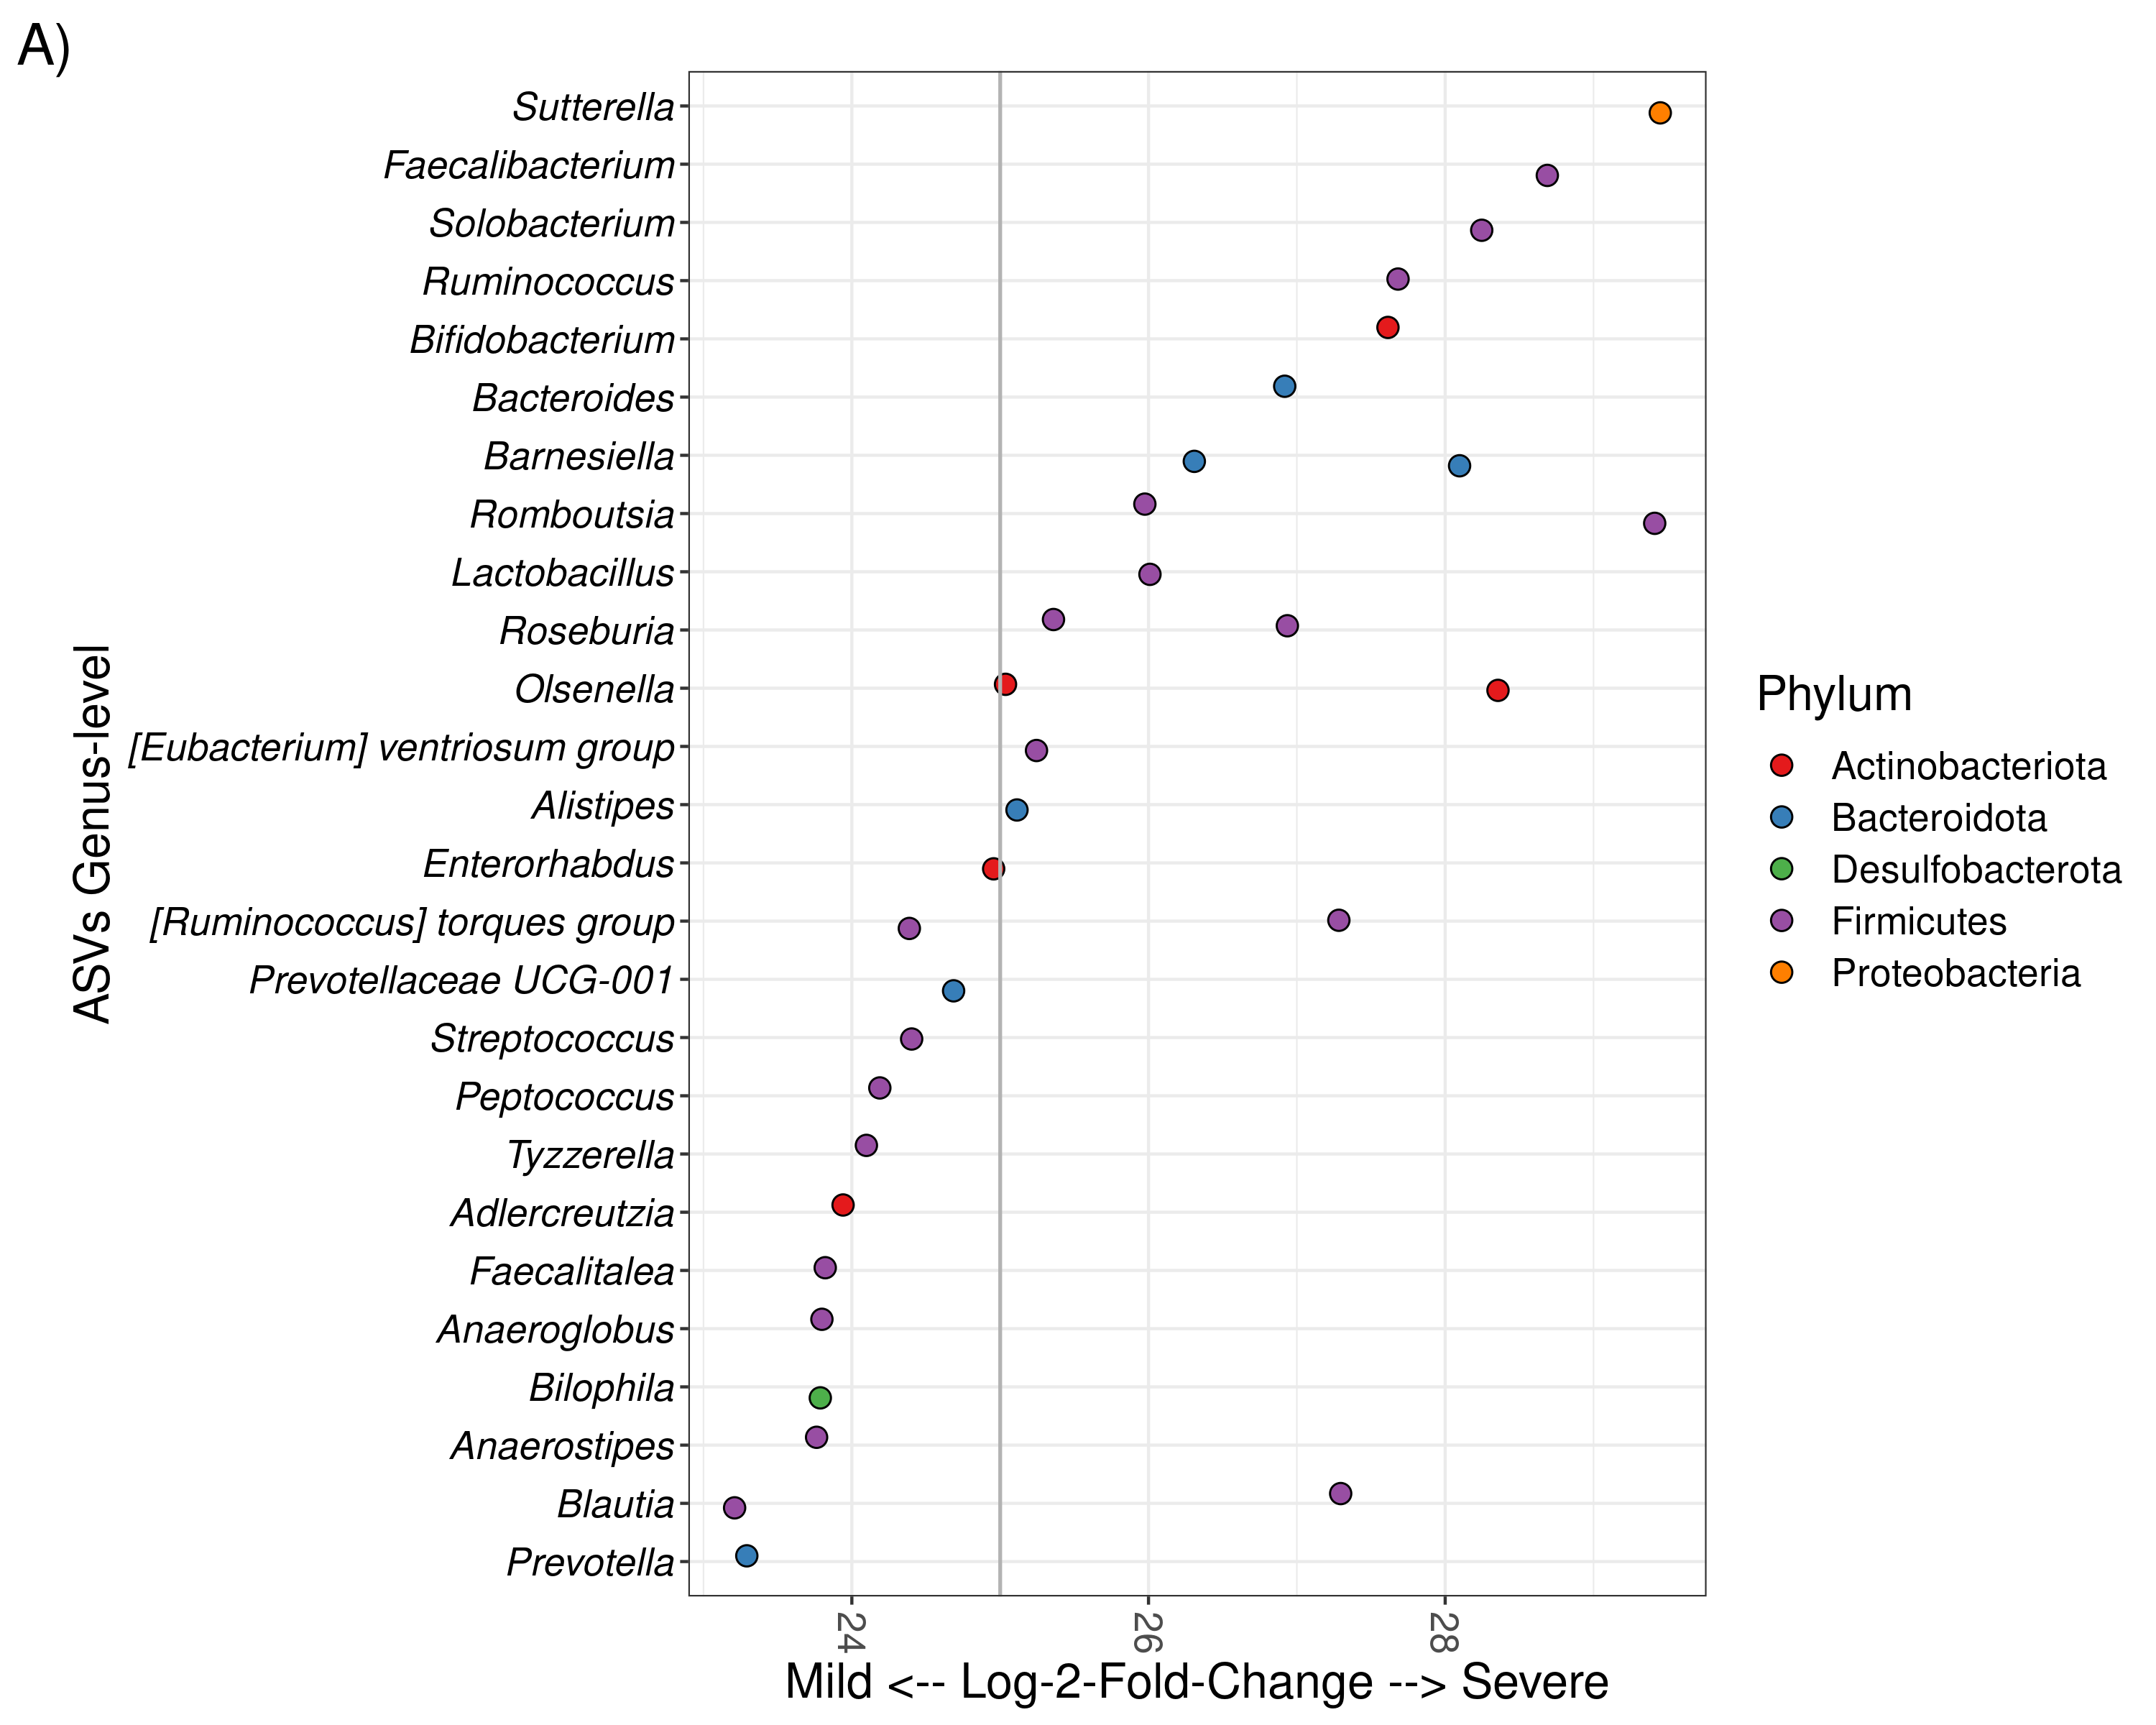 A)
Sutterella
Faecalibacterium
Solobacterium
Ruminococcus
Bifidobacterium
Bacteroides
Barnesiella
Romboutsia
Lactobacillus
Roseburia
Olsenella
[Eubacterium] ventriosum group
Alistipes
Enterorhabdus
[Ruminococcus] torques group
Prevotellaceae UCG-001
Streptococcus
Peptococcus
Tyzzerella
Adlercreutzia
Faecalitalea
Anaeroglobus
Bilophila
Anaerostipes
Blautia
Prevotella
ASVs Genus-level
24 26 28
Mild <-- Log-2-Fold-Change --> Severe
Phylum
Actinobacteriota
Bacteroidota
Desulfobacterota
Firmicutes
Proteobacteria